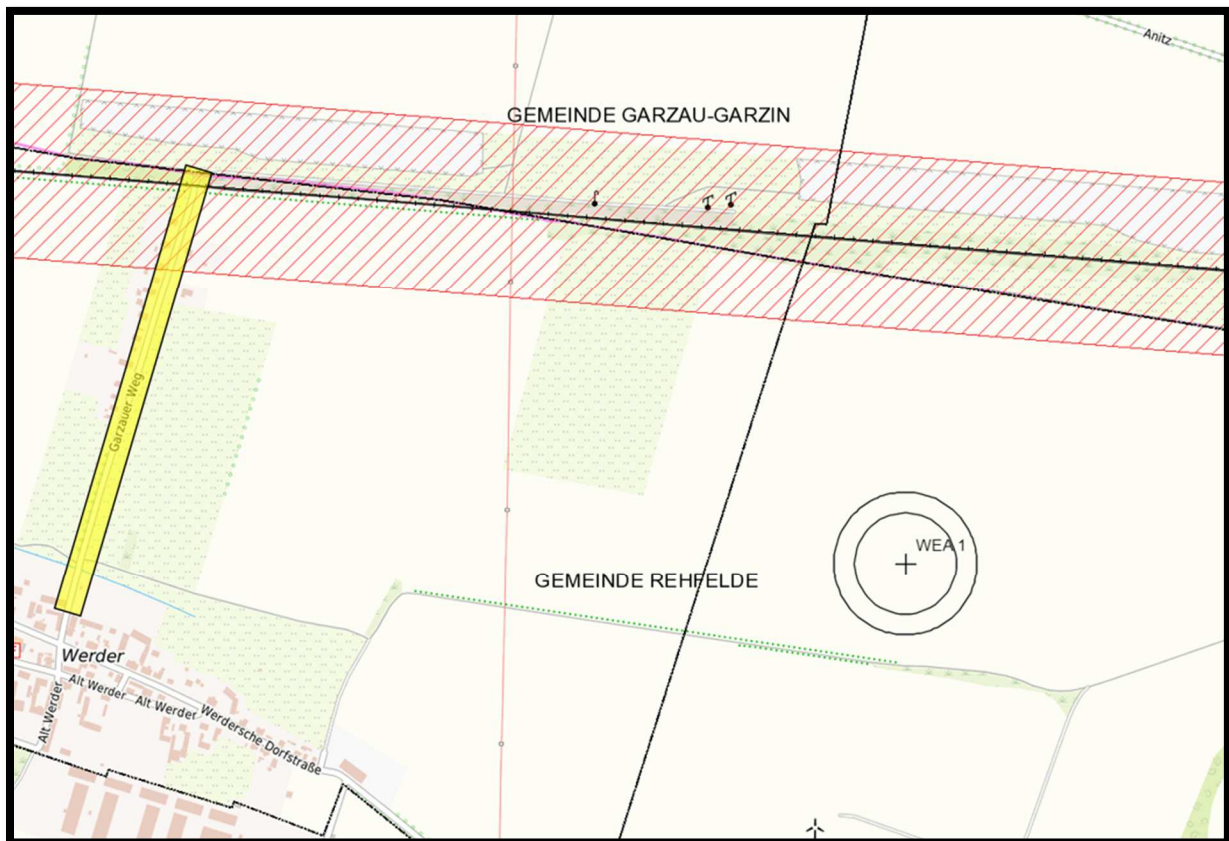 Anitz
GEMEINDE GARZAU-GARZIN
Garzauer Weg
WEA 1
GEMEINDE REHFELDE
Werder
Alt Werder
Alt Werder
Alt Werder
Werdersche Dorfstraße